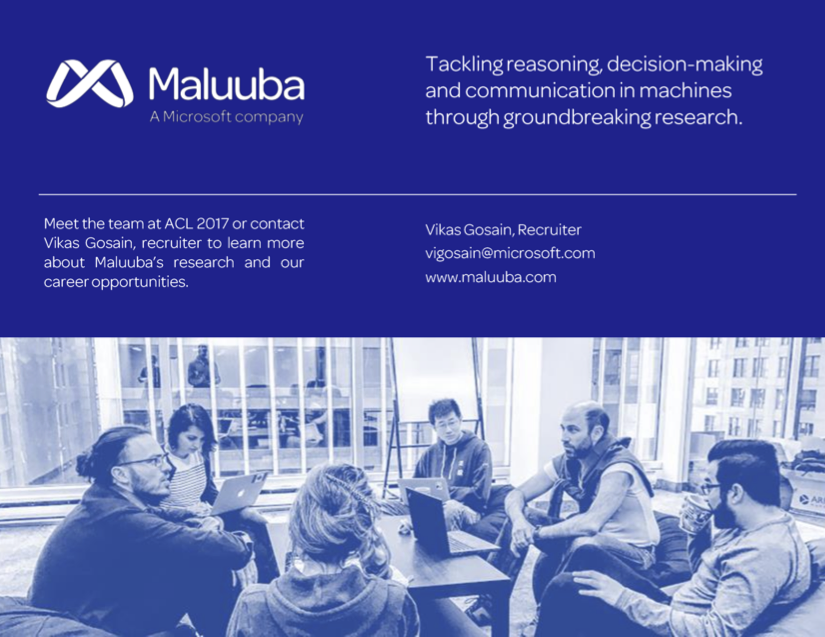 Maluuba
A Microsoft company
Tackling reasoning, decision-making
and communication in machines
through groundbreaking research.
Meet the team at ACL 2017 or contact
Vikas Gosain, recruiter to learn more
about Maluuba's research and our
career opportunities.
Vikas Gosain, Recruiter
vigosain@microsoft.com
www.maluuba.com